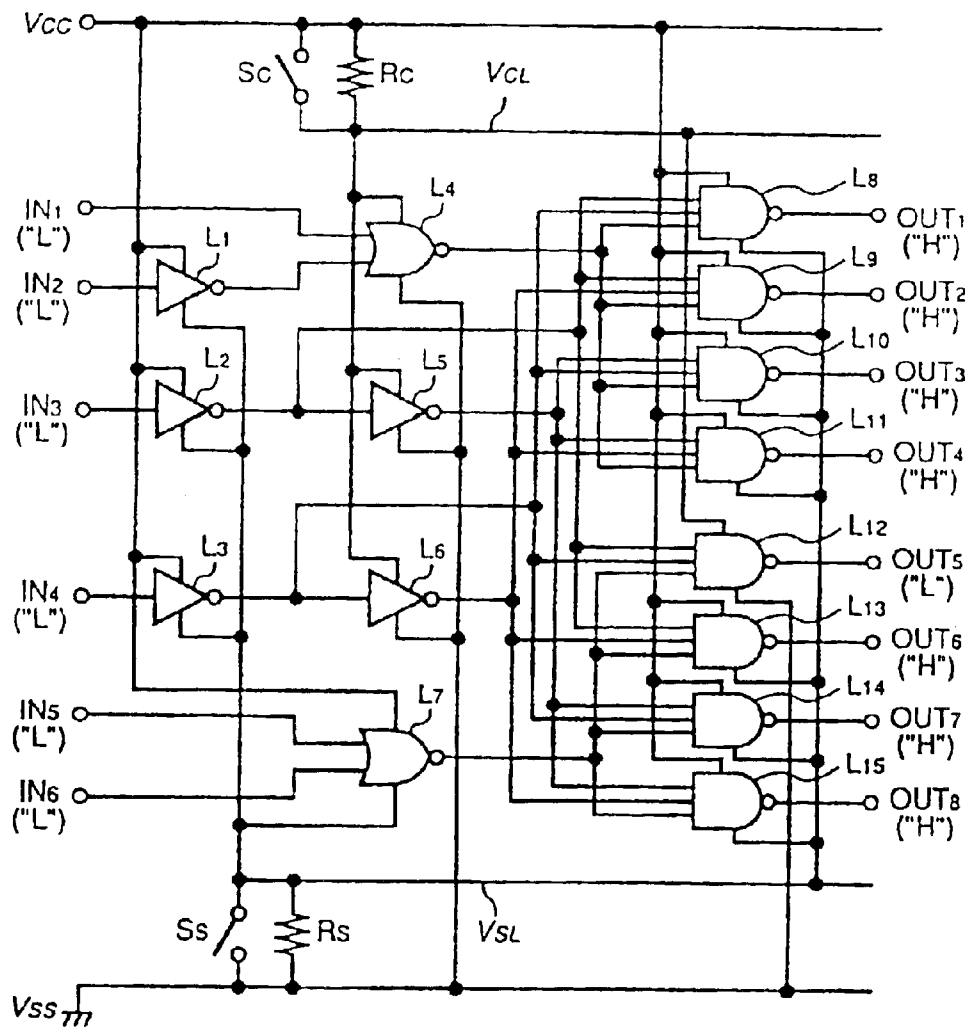 VCC
SC
RC
VCL
L4
L8
IN1
("L")
OUT1
("H")
L1
L9
IN2
("L")
OUT2
("H")
L2
L5
L10
IN3
("L")
OUT3
("H")
L11
OUT4
("H")
L3
L6
L12
IN4
("L")
OUT5
("L")
L13
OUT6
("H")
L7
L14
IN5
("L")
OUT7
("H")
L15
IN6
("L")
OUT8
("H")
SS
RS
VSL
VSS